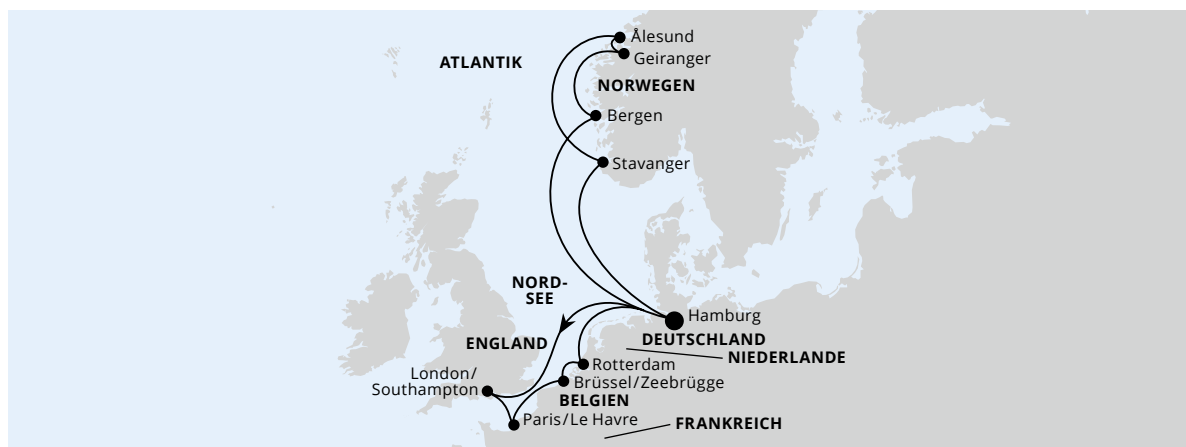 Ålesund
ATLANTIK
Geiranger
NORWEGEN
Bergen
Stavanger
NORD-
SEE
Hamburg
ENGLAND
DEUTSCHLAND
NIEDERLANDE
Rotterdam
London/
Southampton
Brüssel/Zeebrügge
BELGIEN
Paris/Le Havre
FRANKREICH